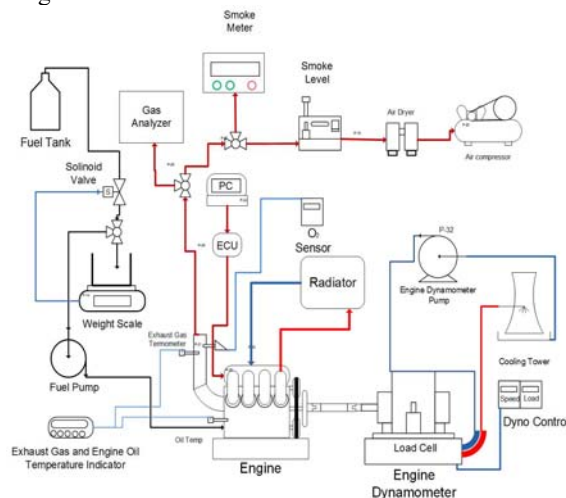 Smoke
Meter
Smoke
Level
Gas
Analyzer
Air Dryer
Air compressor
Fuel Tank
Solinoid
Valve
S
PC
ECU
O₂
Sensor
P-32
Radiator
Engine Dynamometer
Pump
Weight Scale
Exhaust Gas
Termometer
Cooling Tower
Fuel Pump
Speed
Load
Dyno Control
Oil Temp
Load Cell
Exhaust Gas and Engine Oil
Temperature Indicator
Engine
Engine
Dynamometer